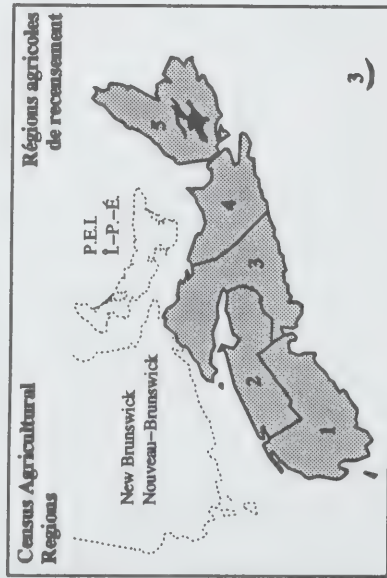 Census Agricultural
Regions
Régions agricoles
de recensement
P.E.I.
Î.-P.-É.
New Brunswick
Nouveau-Brunswick
5
4
3
2
1
3